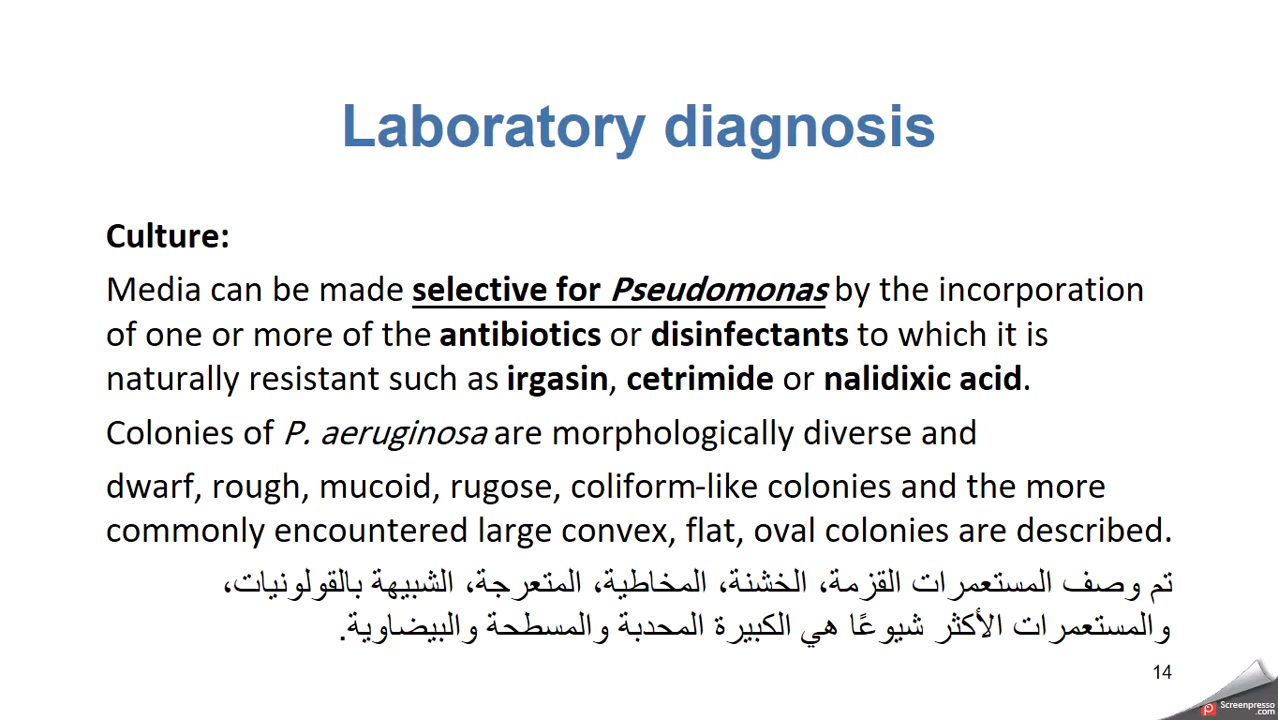 Laboratory diagnosis
Culture:
Media can be made selective for Pseudomonas by the incorporation
of one or more of the antibiotics or disinfectants to which it is
naturally resistant such as irgasin, cetrimide or nalidixic acid.
Colonies of P. aeruginosa are morphologically diverse and
dwarf, rough, mucoid, rugose, coliform-like colonies and the more
commonly encountered large convex, flat, oval colonies are described.
تم وصف المستعمرات القزمة، الخشنة، المخاطية، المتعرجة، الشبيهة بالقولونيات،
والمستعمرات الأكثر شيوعًا هي الكبيرة المحدبة والمسطحة والبيضاوية.
14
Screenpresso
.com